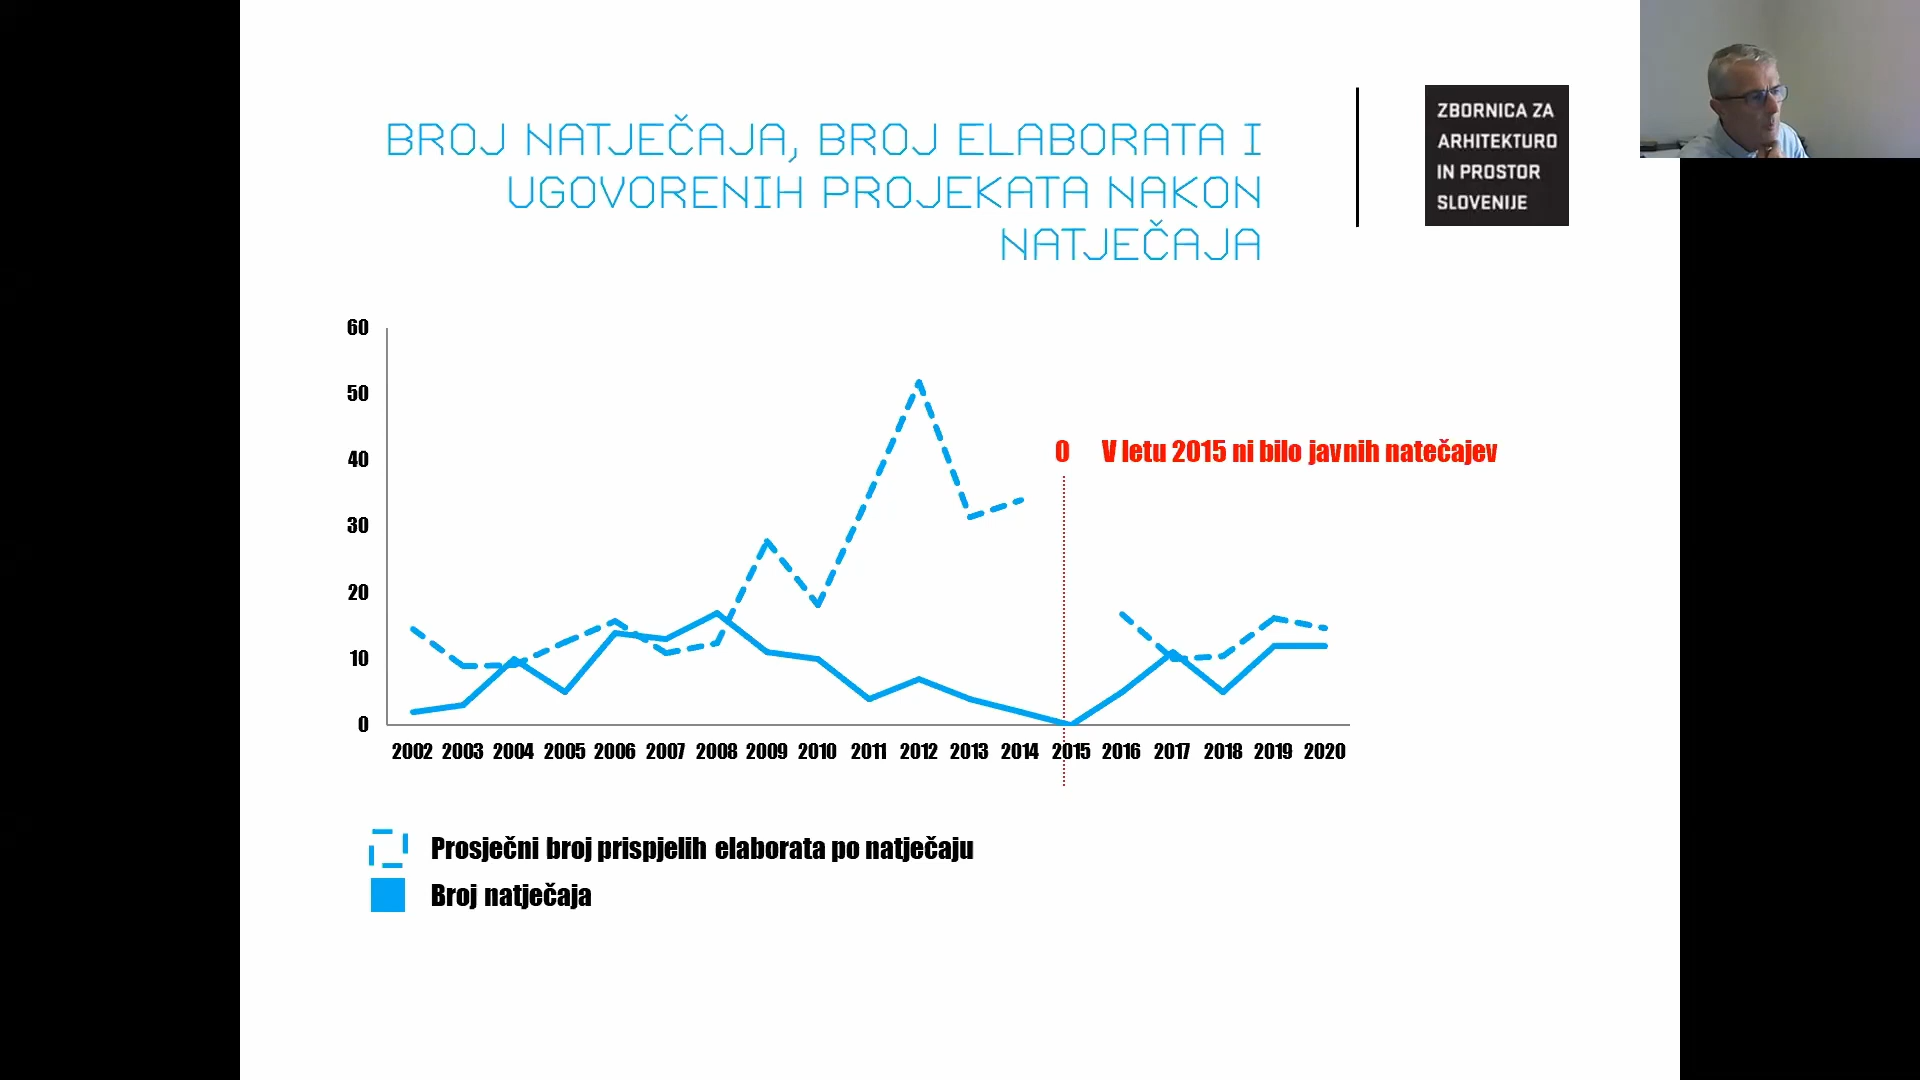 BROJ NATJEČAJA, BROJ ELABORATA I
UGOVORENIH PROJEKATA NAKON
NATJEČAJA
ZBORNICA ZA
ARHITEKTURO
IN PROSTOR
SLOVENIJE
60
50
40
30
20
10
0
0 V letu 2015 ni bilo javnih natečajev
2002 2003 2004 2005 2006 2007 2008 2009 2010 2011 2012 2013 2014 2015 2016 2017 2018 2019 2020
Prosječni broj prispjelih elaborata po natječaju
Broj natječaja